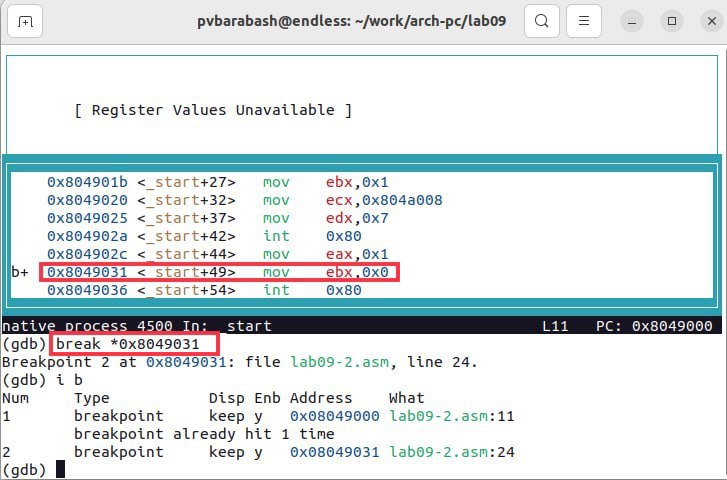 pvbarabash@endless: ~/work/arch-pc/lab09
[ Register Values Unavailable ]
0x804901b <_start+27> mov ebx,0x1
0x8049020 <_start+32> mov ecx,0x804a008
0x8049025 <_start+37> mov edx,0x7
0x804902a <_start+42> int 0x80
0x804902c <_start+44> mov eax,0x1
b+ 0x8049031 <_start+49> mov ebx,0x0
0x8049036 <_start+54> int 0x80
native process 4500 In: _start L11 PC: 0x8049000
(gdb) break *0x8049031
Breakpoint 2 at 0x8049031: file lab09-2.asm, line 24.
(gdb) i b
Num Type Disp Enb Address What
1 breakpoint keep y 0x08049000 lab09-2.asm:11
breakpoint already hit 1 time
2 breakpoint keep y 0x08049031 lab09-2.asm:24
(gdb)